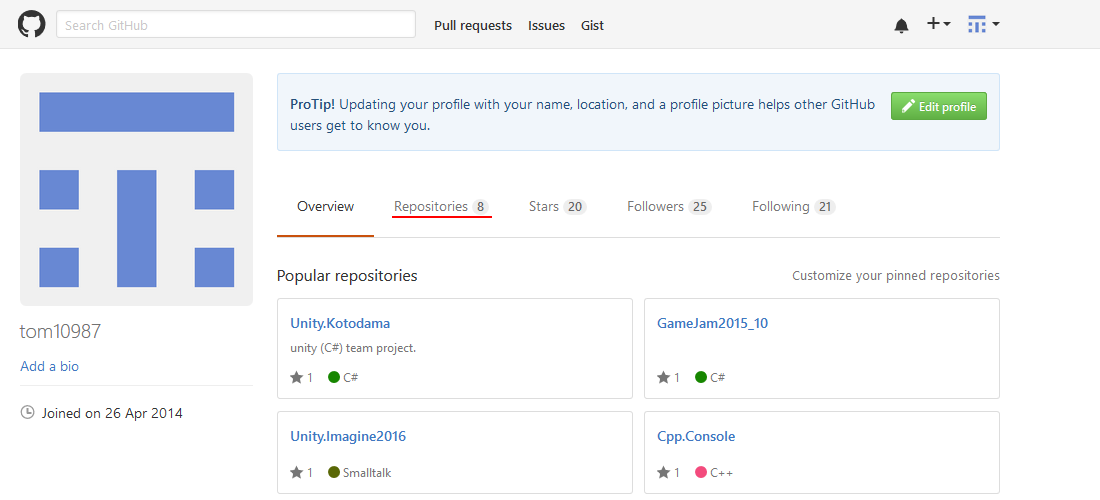 Search GitHub
Pull requests Issues Gist
ProTip! Updating your profile with your name, location, and a profile picture helps other GitHub
users get to know you.
Edit profile
Overview Repositories 8 Stars 20 Followers 25 Following 21
Popular repositories Customize your pinned repositories
Unity.Kotodama
unity (C#) team project.
1 C#
GameJam2015_10
1 C#
Unity.Imagine2016
1 Smalltalk
Cpp.Console
1 C++
tom10987
Add a bio
Joined on 26 Apr 2014